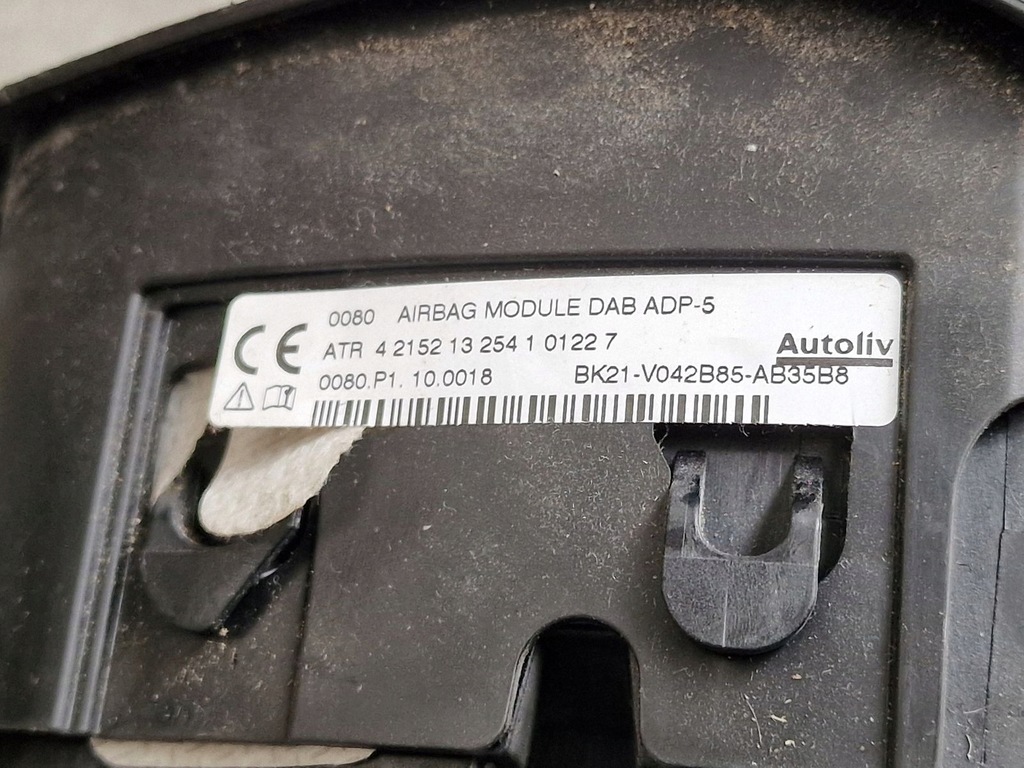 0080 AIRBAG MODULE DAB ADP-5
CE
ATR 4 2152 13 254 1 0122 7
Autoliv
0080.P1. 10.0018 BK21-V042B85-AB35B8